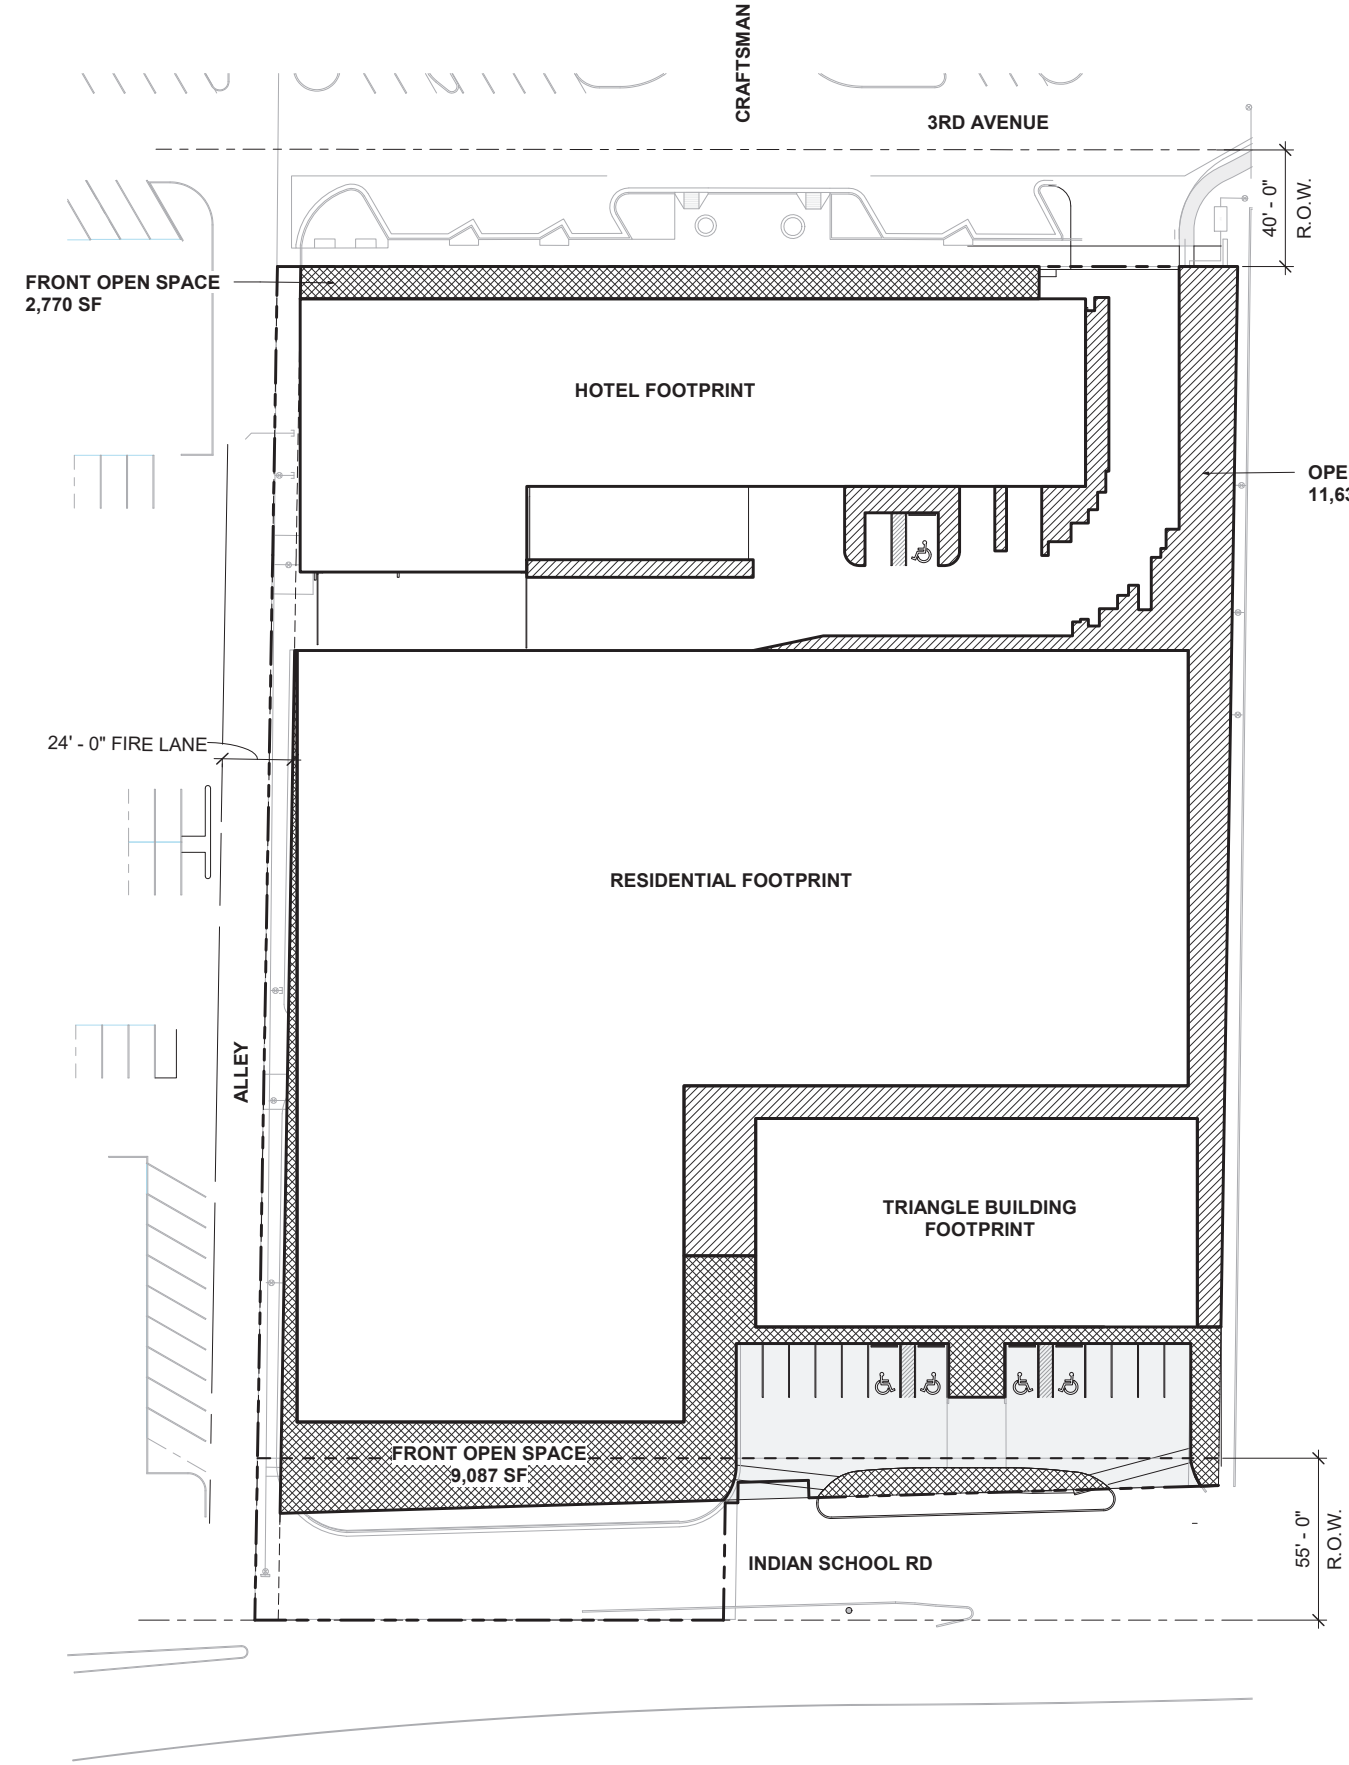 CRAFTSMAN
3RD AVENUE
40' - 0"
R.O.W.
FRONT OPEN SPACE
2,770 SF
HOTEL FOOTPRINT
OPE
11,63
24' - 0" FIRE LANE
RESIDENTIAL FOOTPRINT
ALLEY
TRIANGLE BUILDING
FOOTPRINT
FRONT OPEN SPACE
9,087 SF
55' - 0"
R.O.W.
INDIAN SCHOOL RD